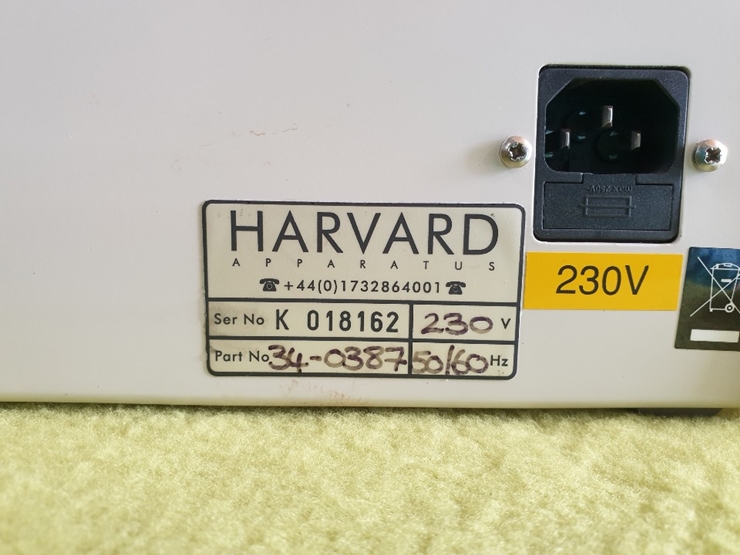 HARVARD
APPARATUS
☎+44(0)1732864001☎
Ser No K 018162 230 V
Part No 34-0387 50/60 Hz
230V